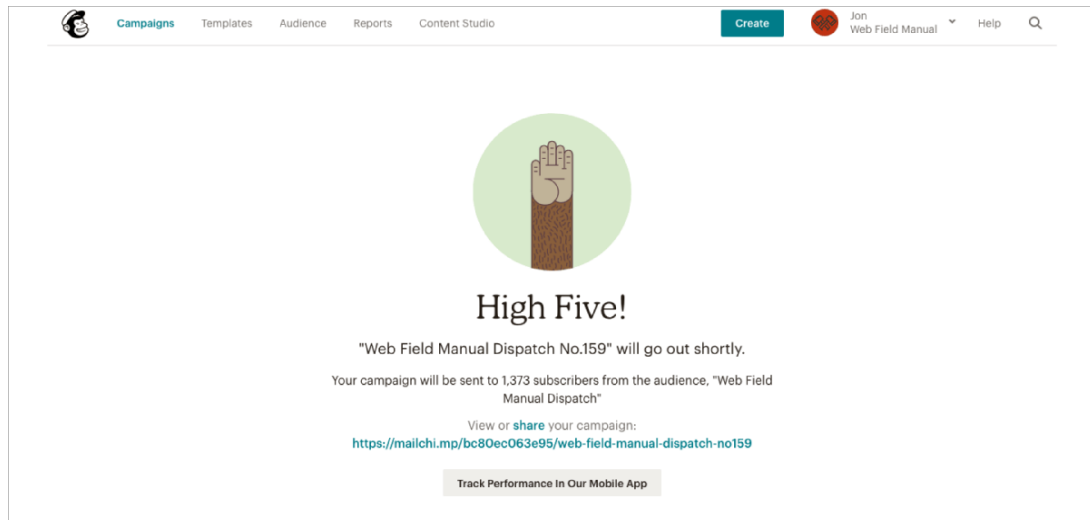 Campaigns Templates Audience Reports Content Studio Create Jon Help
Web Field Manual
High Five!
"Web Field Manual Dispatch No.159" will go out shortly.
Your campaign will be sent to 1,373 subscribers from the audience, "Web Field
Manual Dispatch"
View or share your campaign:
https://mailchi.mp/bc80ec063e95/web-field-manual-dispatch-no159
Track Performance In Our Mobile App